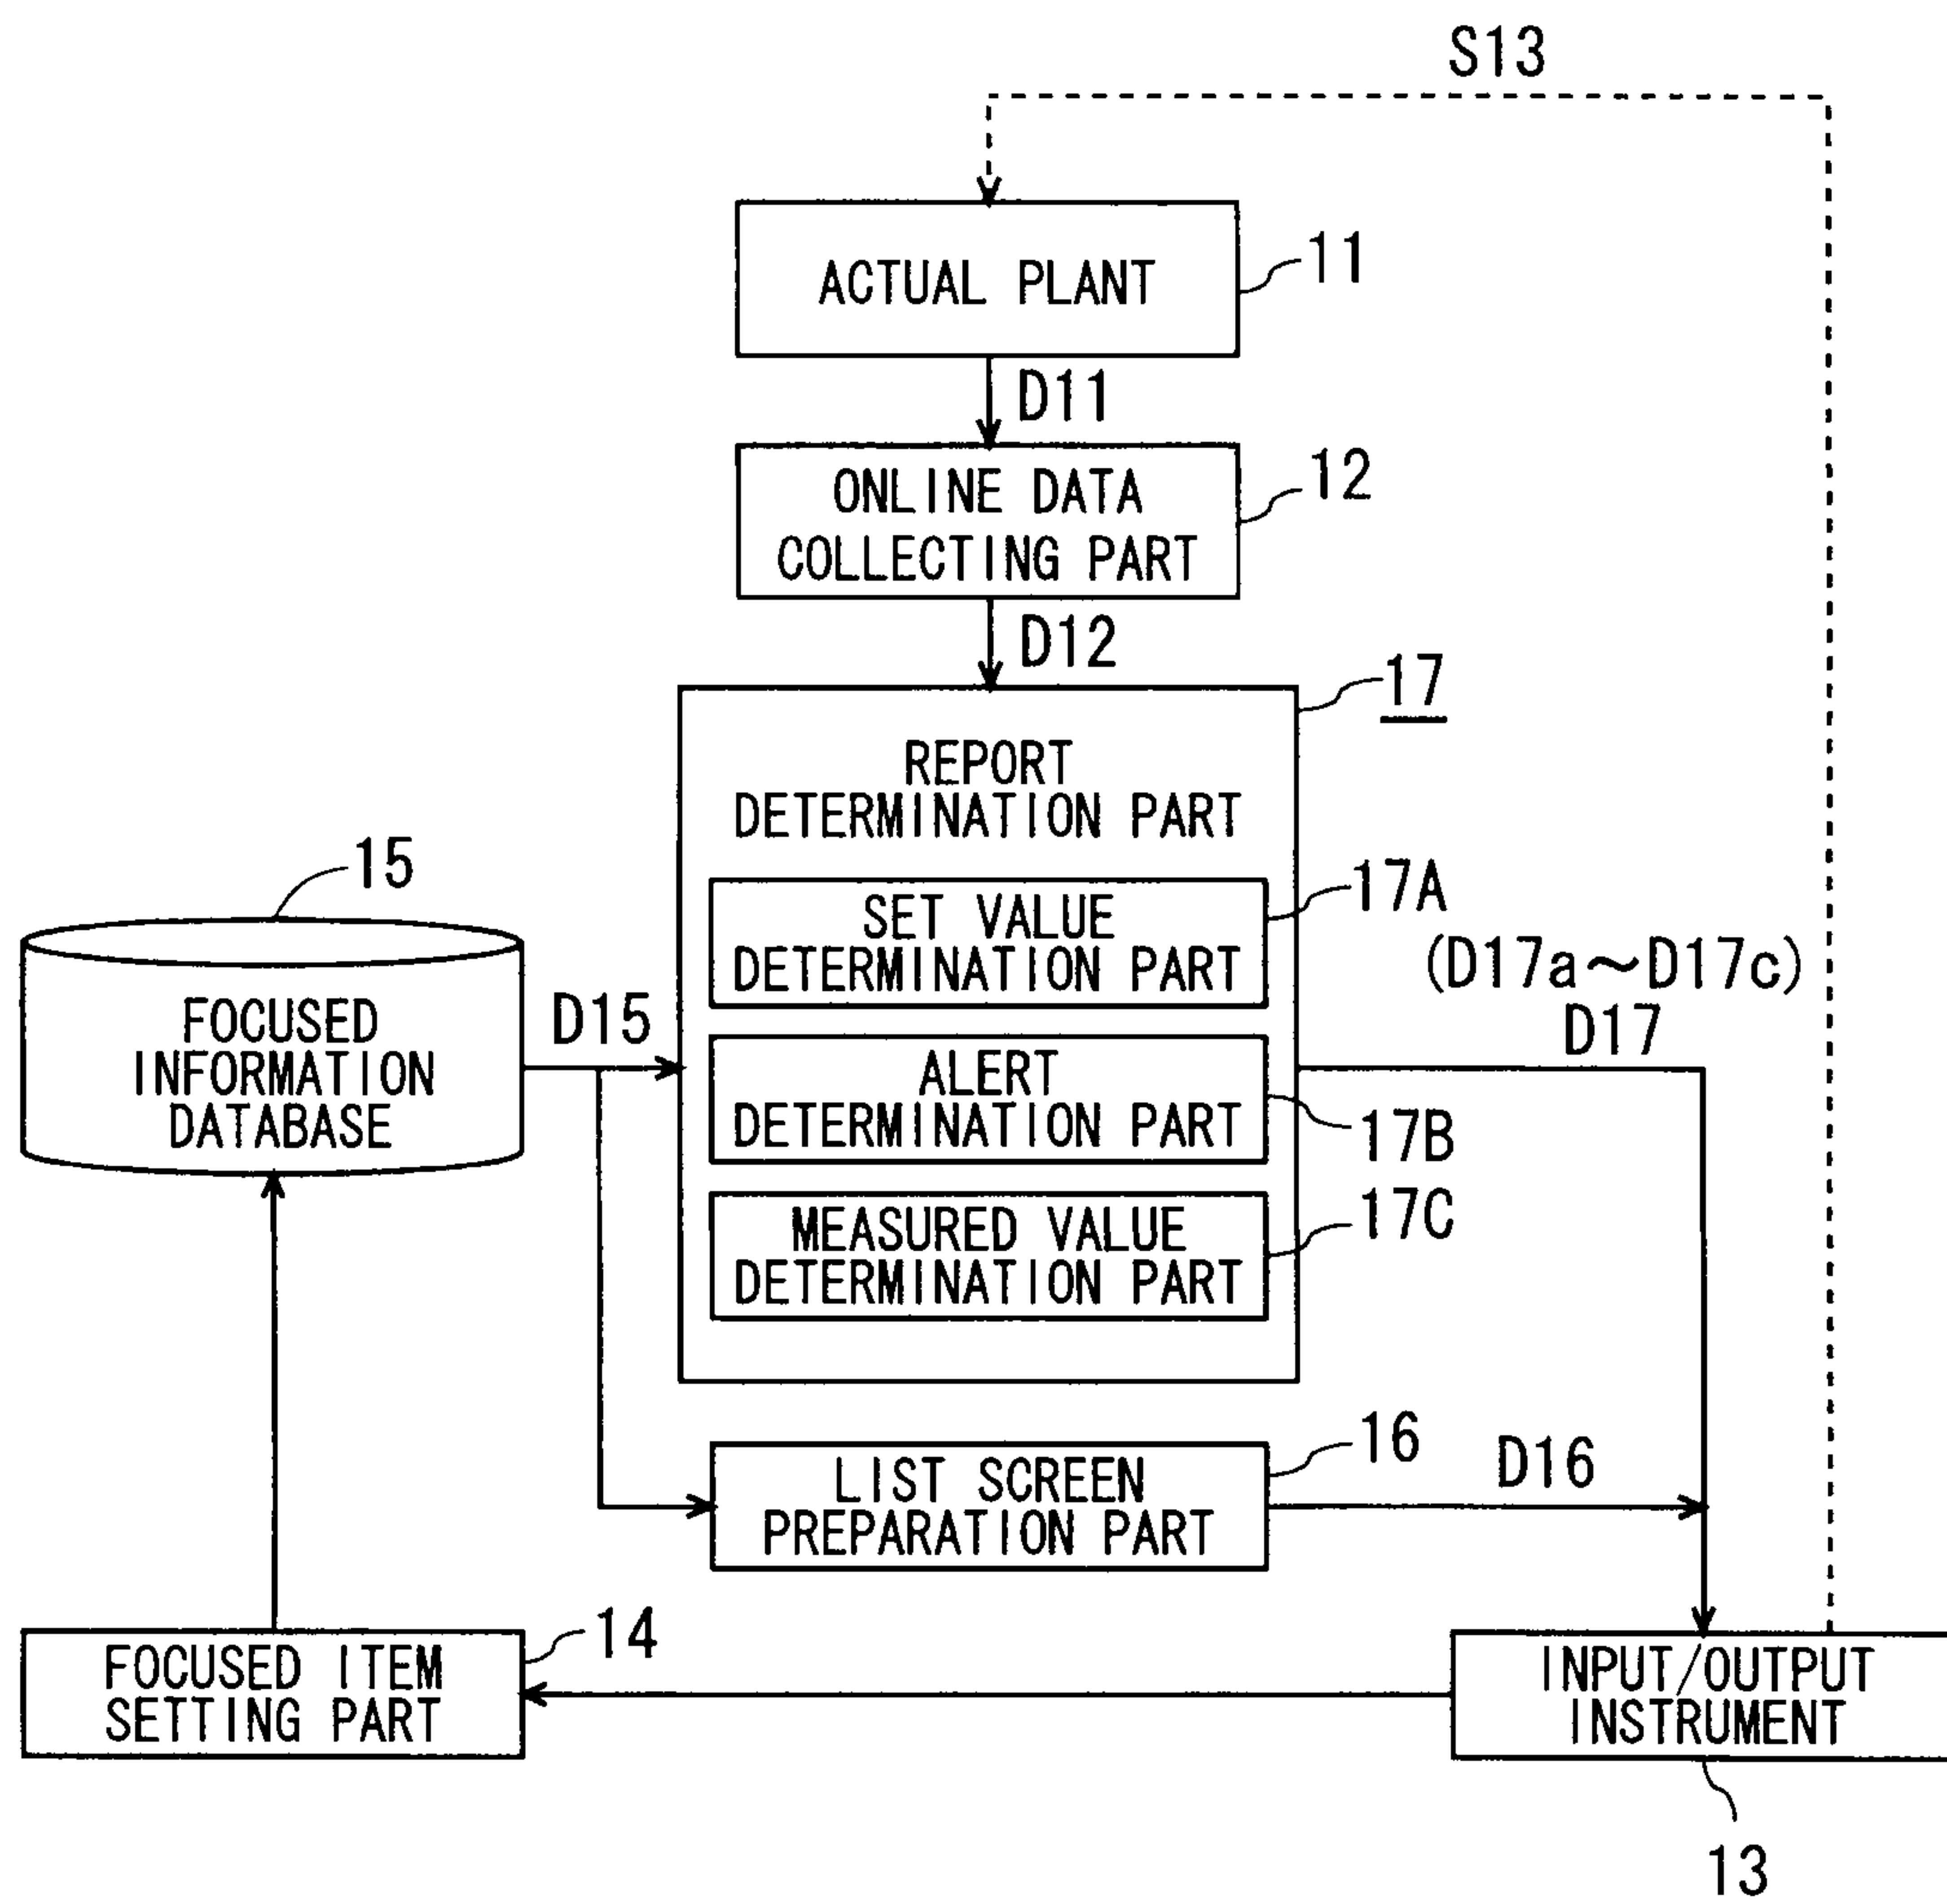 S13
ACTUAL PLANT
11
D11
ONLINE DATA
COLLECTING PART
12
D12
17
REPORT
DETERMINATION PART
SET VALUE
DETERMINATION PART
17A
(D17a～D17c)
D17
15
FOCUSED
INFORMATION
DATABASE
D15
ALERT
DETERMINATION PART
17B
MEASURED VALUE
DETERMINATION PART
17C
LIST SCREEN
PREPARATION PART
16
D16
FOCUSED ITEM
SETTING PART
14
INPUT/OUTPUT
INSTRUMENT
13